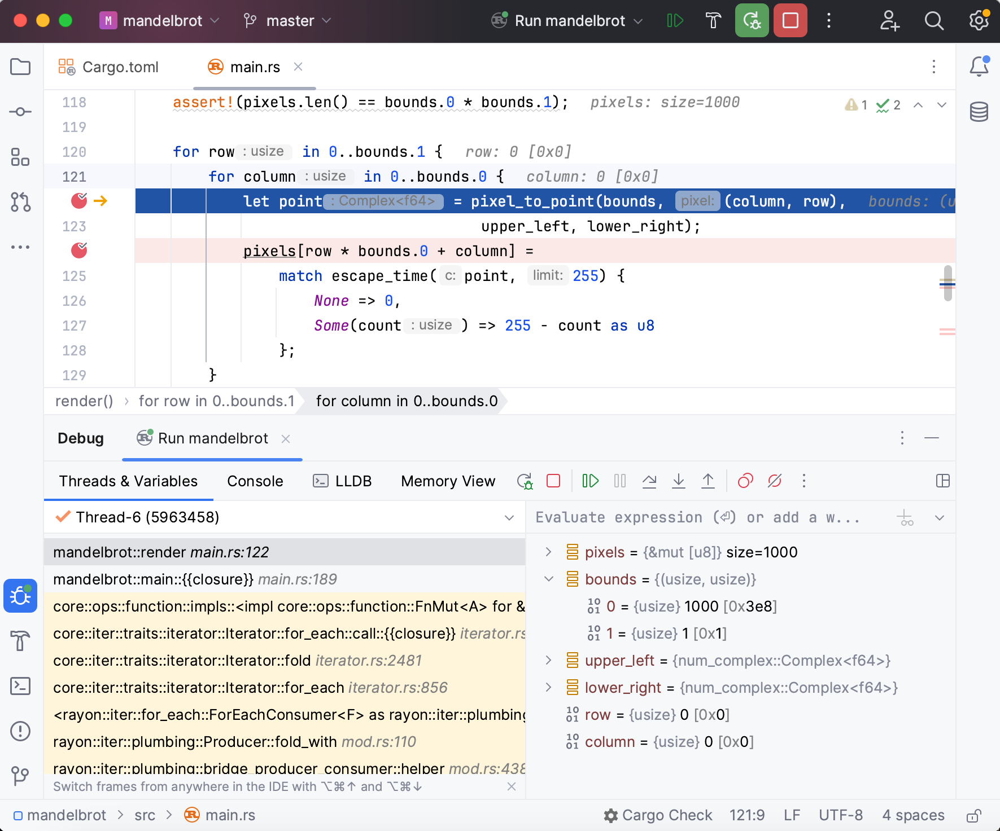 M mandelbrot master Run mandelbrot
Cargo.toml main.rs
118 assert!(pixels.len() == bounds.0 * bounds.1); pixels: size=1000 1 2
119
120 for row : usize in 0..bounds.1 { row: 0 [0x0]
121 for column : usize in 0..bounds.0 { column: 0 [0x0]
let point : Complex<f64> = pixel_to_point(bounds, pixel: (column, row), bounds: (u
123 upper_left, lower_right);
pixels[row * bounds.0 + column] =
125 match escape_time( c: point, limit: 255) {
126 None => 0,
127 Some(count : usize ) => 255 - count as u8
128 };
129 }
render() for row in 0..bounds.1 for column in 0..bounds.0
Debug Run mandelbrot
Threads & Variables Console LLDB Memory View
Thread-6 (5963458)
mandelbrot::render main.rs:122
mandelbrot::main::{{closure}} main.rs:189
core::ops::function::impls::<impl core::ops::function::FnMut<A> for &
core::iter::traits::iterator::Iterator::for_each::call::{{closure}} iterator.rs
core::iter::traits::iterator::Iterator::fold iterator.rs:2481
core::iter::traits::iterator::Iterator::for_each iterator.rs:856
<rayon::iter::for_each::ForEachConsumer<F> as rayon::iter::plumbing
rayon::iter::plumbing::Producer::fold_with mod.rs:110
rayon::iter::plumbing::bridge_producer_consumer::helper mod.rs:438
Switch frames from anywhere in the IDE with ⌥⌘↑ and ⌥⌘↓
Evaluate expression (⏎) or add a w...
pixels = {&mut [u8]} size=1000
bounds = {(usize, usize)}
0 = {usize} 1000 [0x3e8]
1 = {usize} 1 [0x1]
upper_left = {num_complex::Complex<f64>}
lower_right = {num_complex::Complex<f64>}
row = {usize} 0 [0x0]
column = {usize} 0 [0x0]
mandelbrot src main.rs Cargo Check 121:9 LF UTF-8 4 spaces